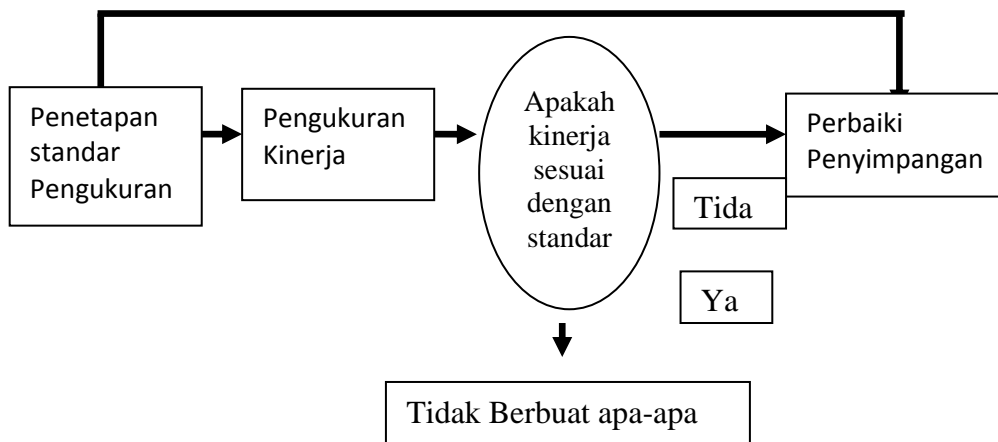 Penetapan
standar
Pengukuran
Pengukuran
Kinerja
Apakah
kinerja
sesuai
dengan
standar
Perbaiki
Penyimpangan
Tida
Ya
Tidak Berbuat apa-apa